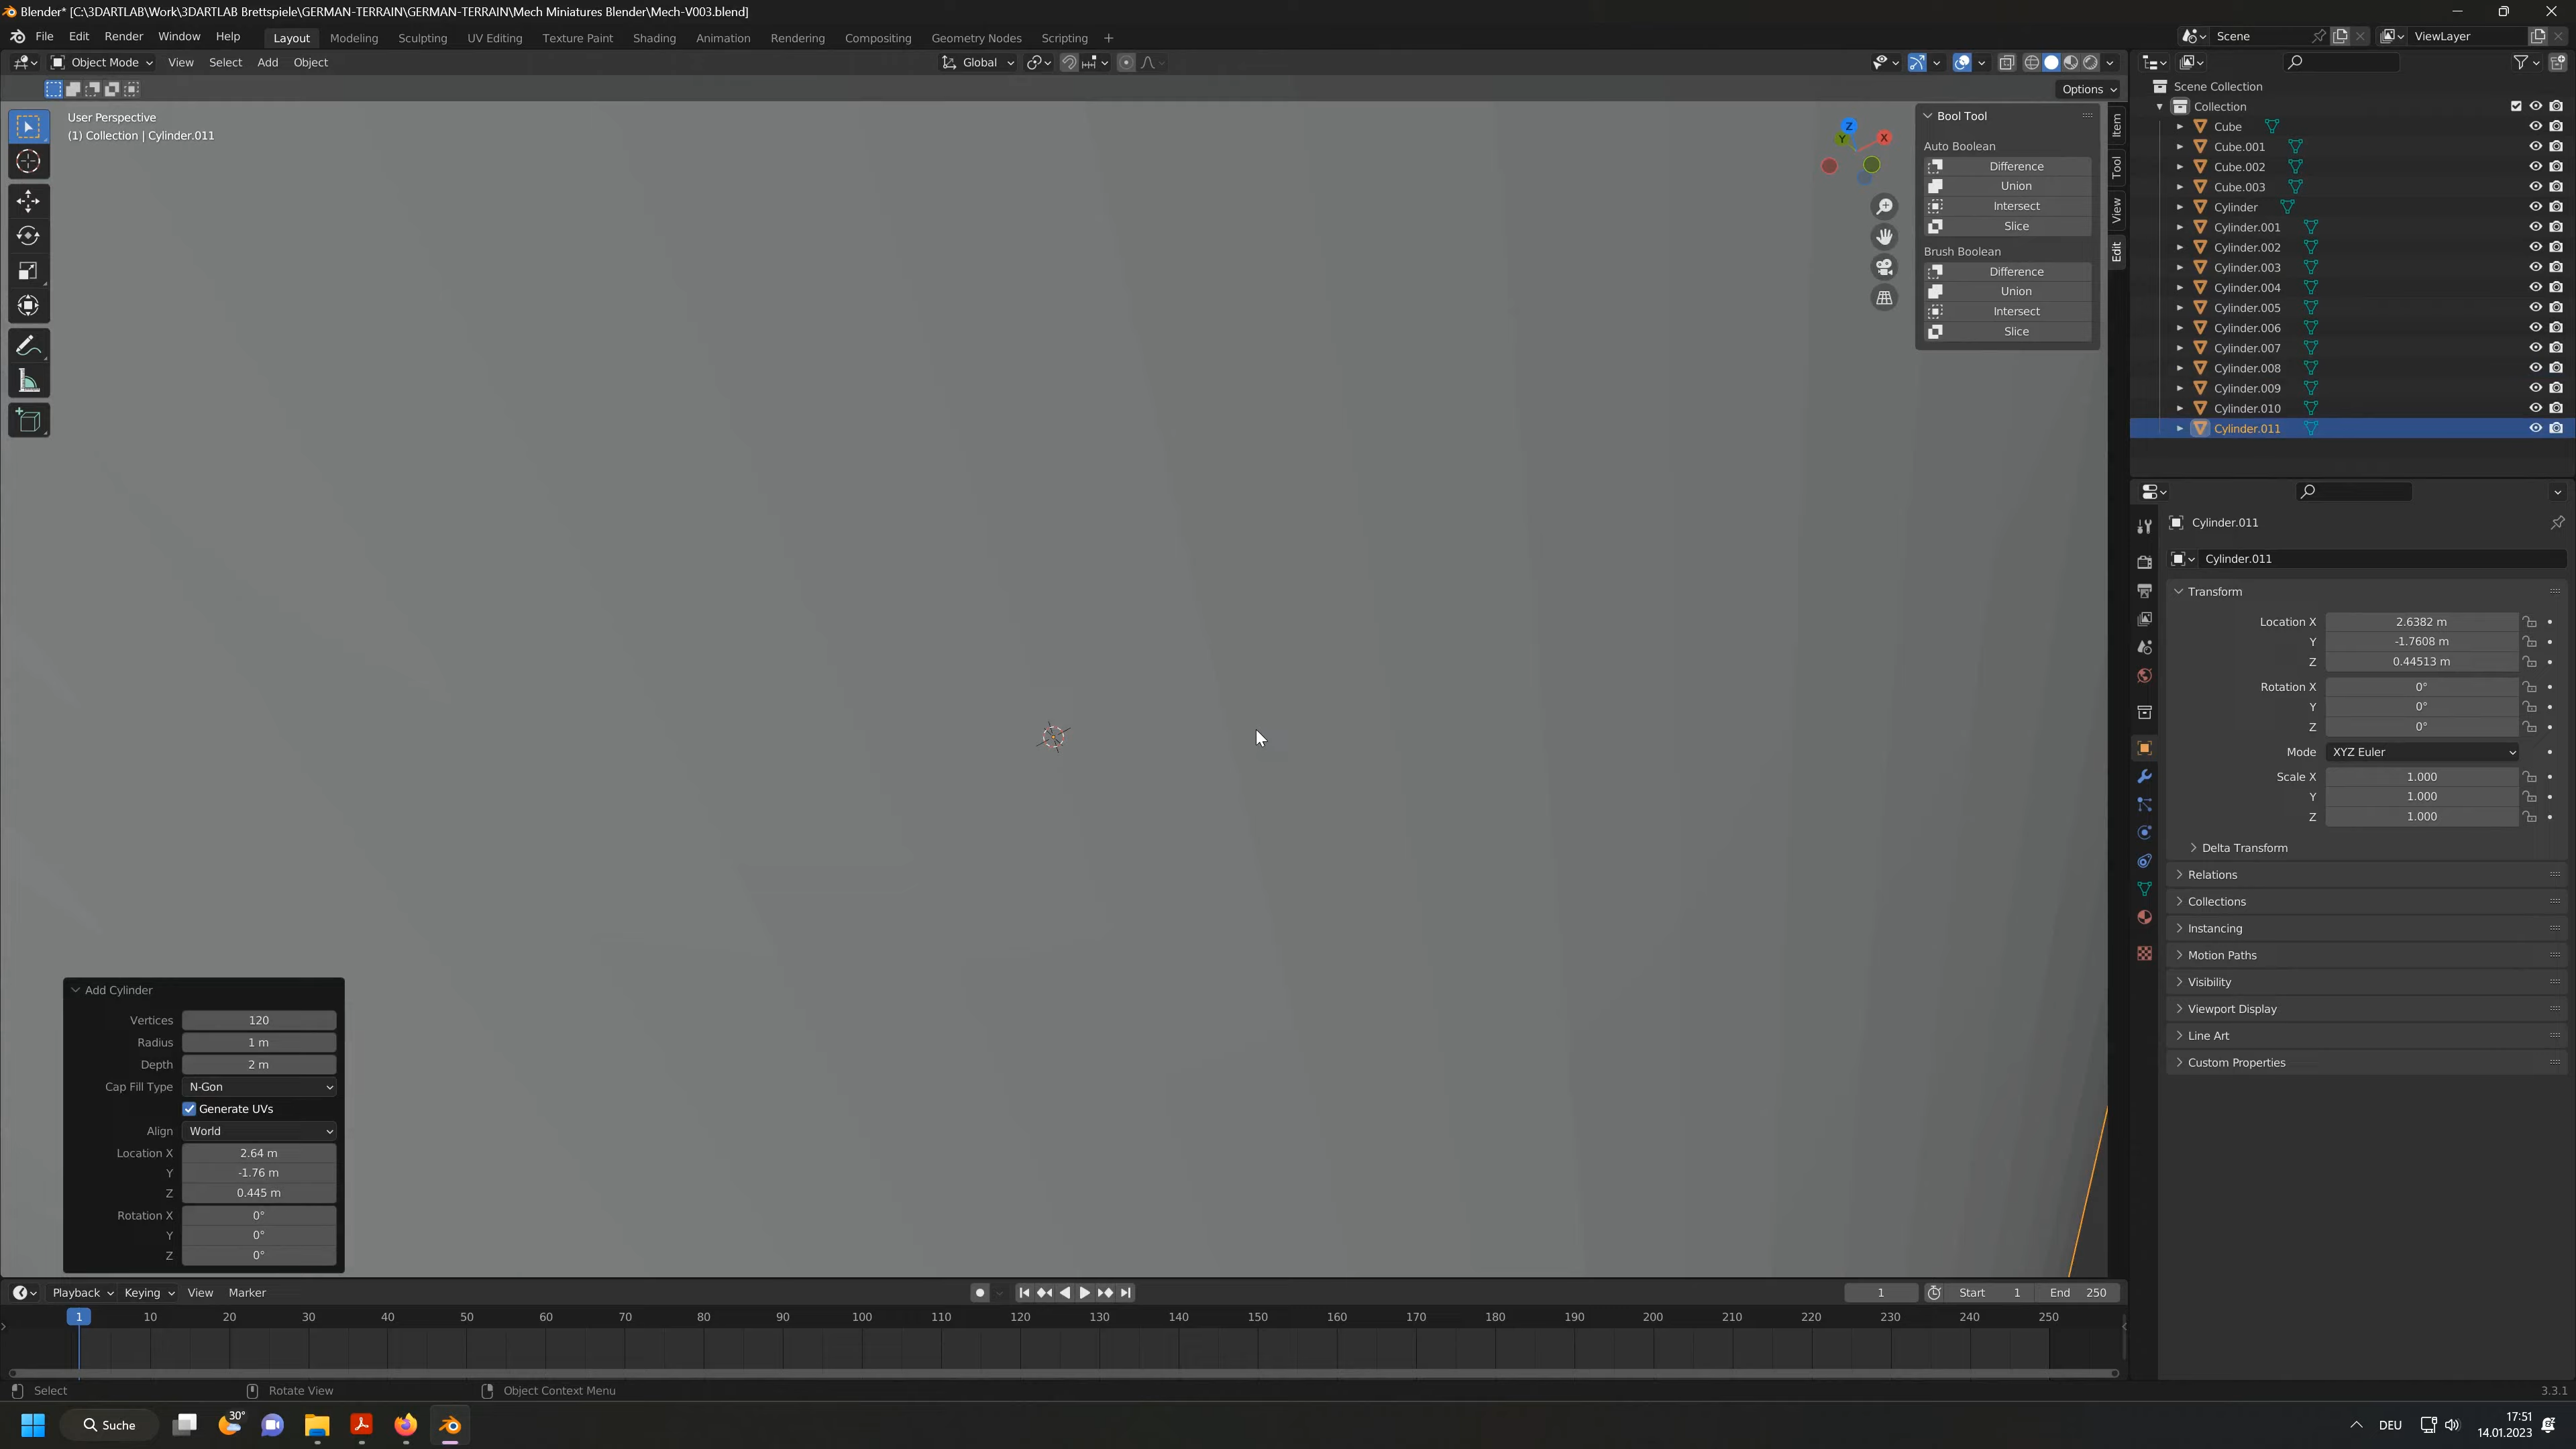 Blender* [C:\3DARTLAB\Work\3DARTLAB Brettspiele\GERMAN-TERRAIN\GERMAN-TERRAIN\Mech Miniatures Blender\Mech-V003.blend]
File Edit Render Window Help Layout Modeling Sculpting UV Editing Texture Paint Shading Animation Rendering Compositing Geometry Nodes Scripting + Scene ViewLayer
Object Mode View Select Add Object Global
Options
User Perspective
(1) Collection | Cylinder.011
Z
Y
X
Bool Tool
Auto Boolean
Difference
Union
Intersect
Slice
Brush Boolean
Difference
Union
Intersect
Slice
Item
Tool
View
Edit
Scene Collection
Collection
Cube
Cube.001
Cube.002
Cube.003
Cylinder
Cylinder.001
Cylinder.002
Cylinder.003
Cylinder.004
Cylinder.005
Cylinder.006
Cylinder.007
Cylinder.008
Cylinder.009
Cylinder.010
Cylinder.011
Cylinder.011
Cylinder.011
Transform
Location X 2.6382 m
Y -1.7608 m
Z 0.44513 m
Rotation X 0°
Y 0°
Z 0°
Mode XYZ Euler
Scale X 1.000
Y 1.000
Z 1.000
Delta Transform
Relations
Collections
Instancing
Motion Paths
Visibility
Viewport Display
Line Art
Custom Properties
Add Cylinder
Vertices 120
Radius 1 m
Depth 2 m
Cap Fill Type N-Gon
Generate UVs
Align World
Location X 2.64 m
Y -1.76 m
Z 0.445 m
Rotation X 0°
Y 0°
Z 0°
Playback Keying View Marker 1 Start 1 End 250
1 10 20 30 40 50 60 70 80 90 100 110 120 130 140 150 160 170 180 190 200 210 220 230 240 250
Select Rotate View Object Context Menu 3.3.1
Suche 30° DEU 17:51
14.01.2023